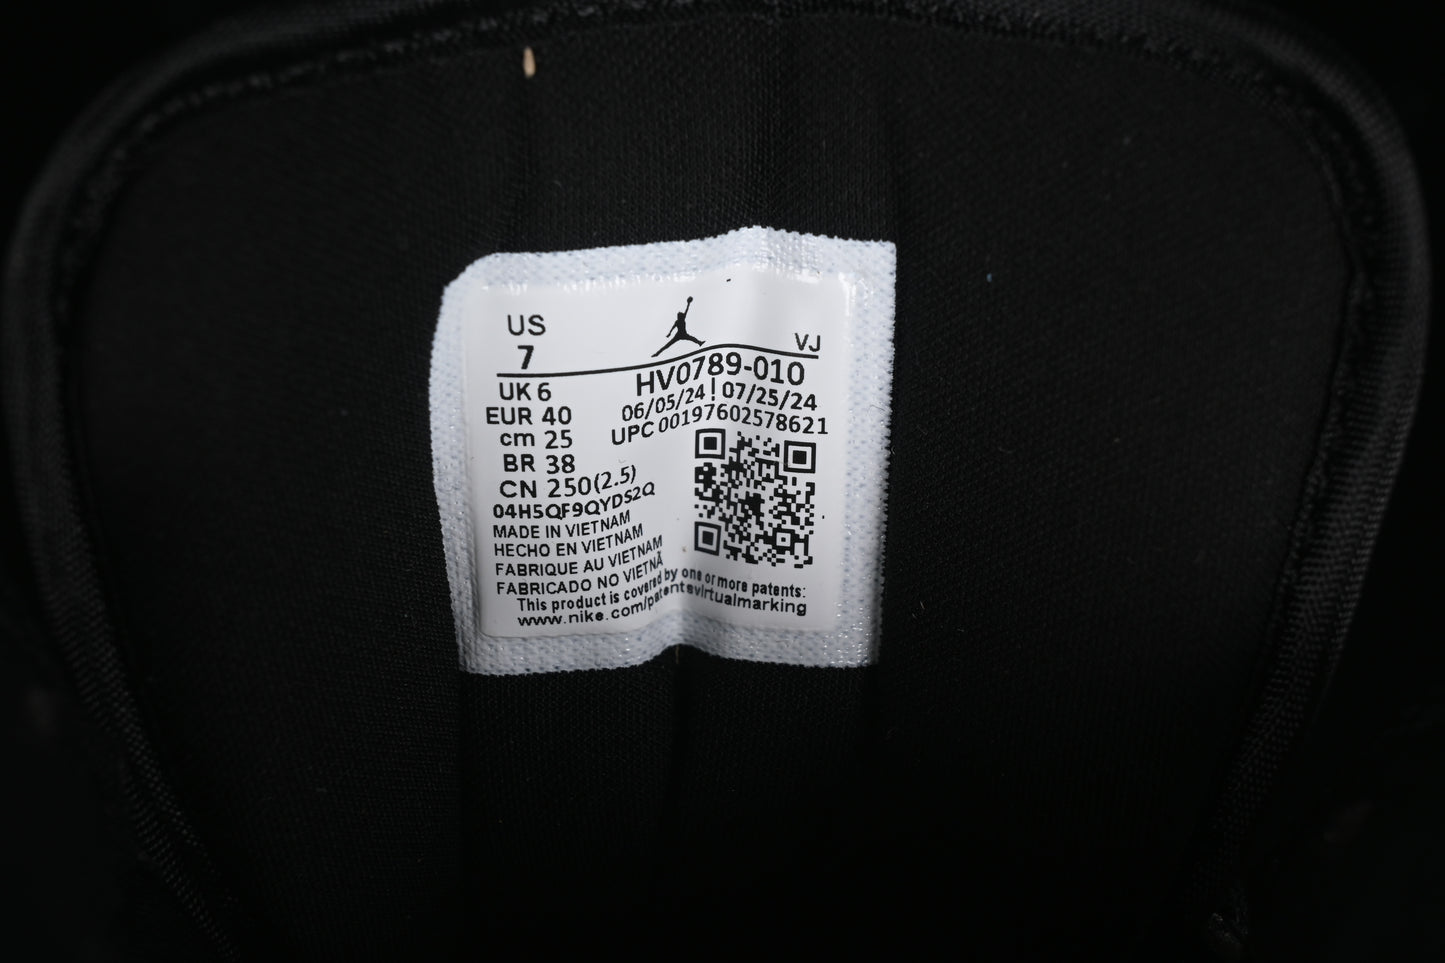 US
7
VJ
HV0789-010
06/05/24 | 07/25/24
UPC 00197602578621
UK 6
EUR 40
cm 25
BR 38
CN 250(2.5)
04H5QF9QYDS2Q
MADE IN VIETNAM
HECHO EN VIETNAM
FABRIQUE AU VIETNAM
FABRICADO NO VIETNÃ
This product is covered by one or more patents:
www.nike.com/patentsvirtualmarking